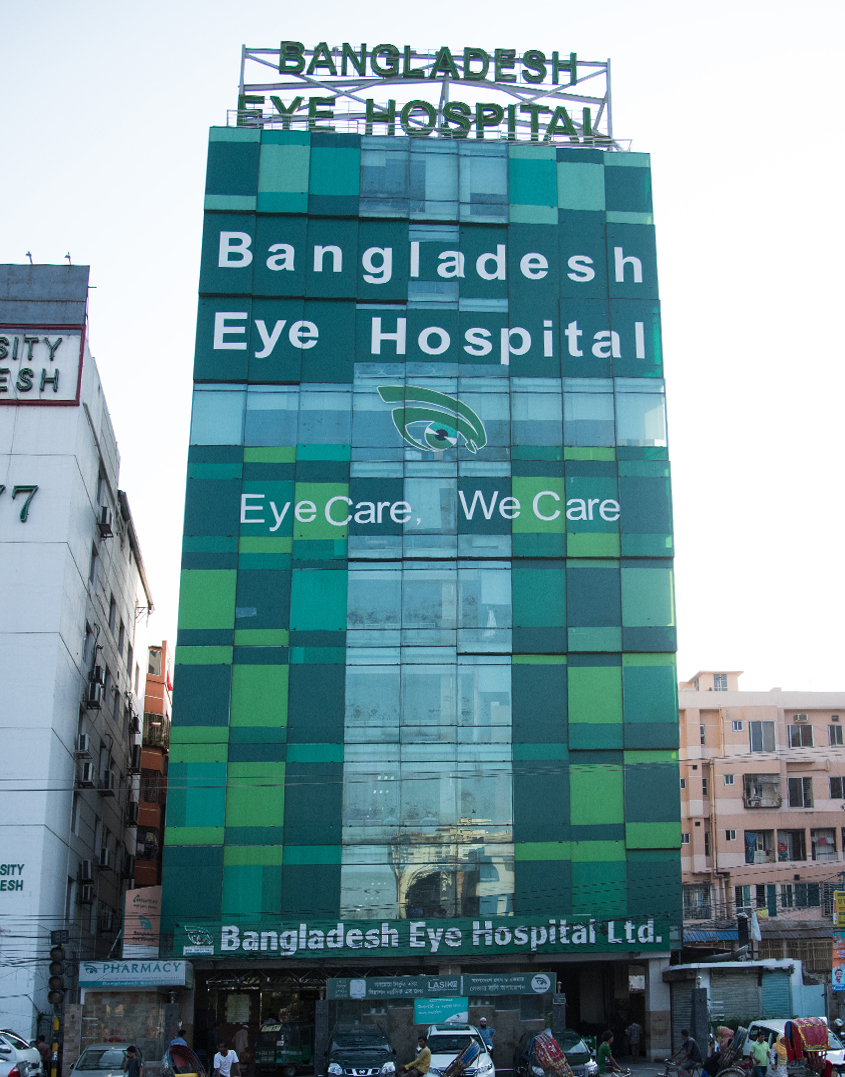 BANGLADESH
EYE HOSPITAL
Bangladesh
Eye Hospital
Eye Care, We Care
SITY
ESH
77
SITY
ESH
Bangladesh Eye Hospital Ltd.
PHARMACY
LASIK